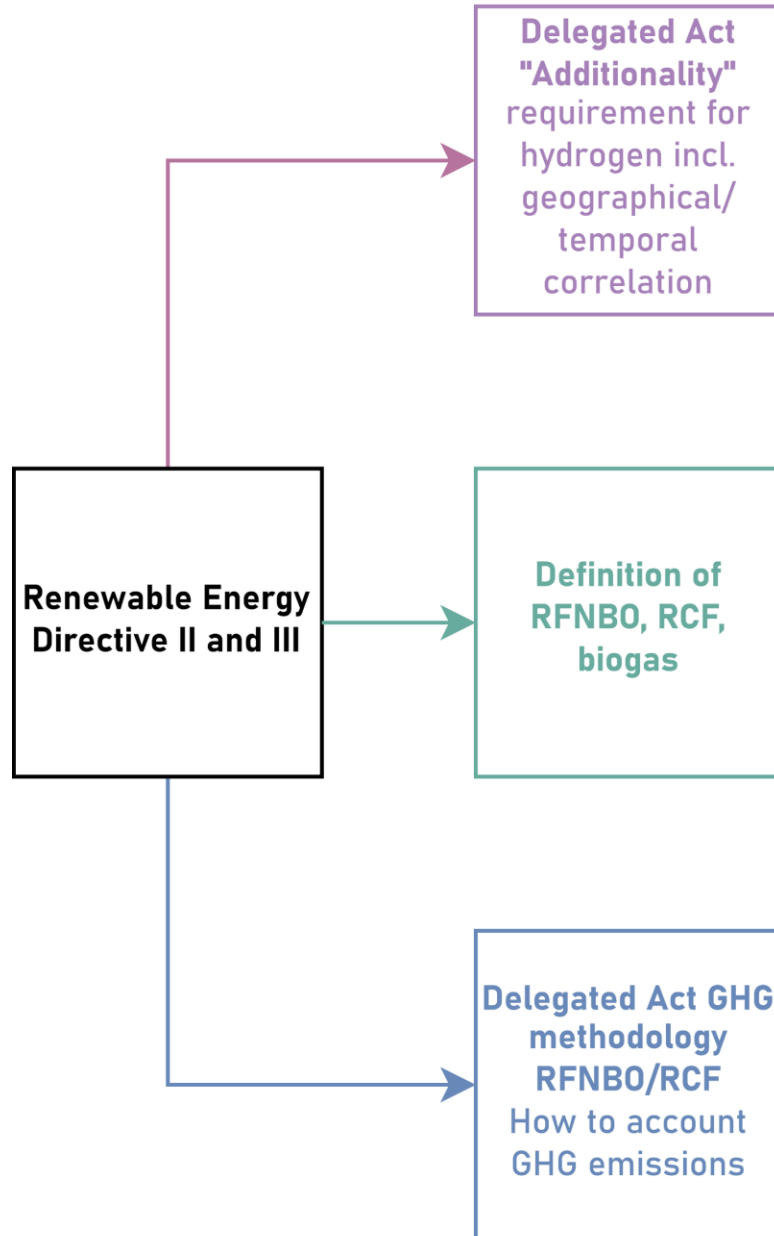 Delegated Act
"Additionality"
requirement for
hydrogen incl.
geographical/
temporal
correlation
Renewable Energy
Directive II and III
Definition of
RFNBO, RCF,
biogas
Delegated Act GHG
methodology
RFNBO/RCF
How to account
GHG emissions